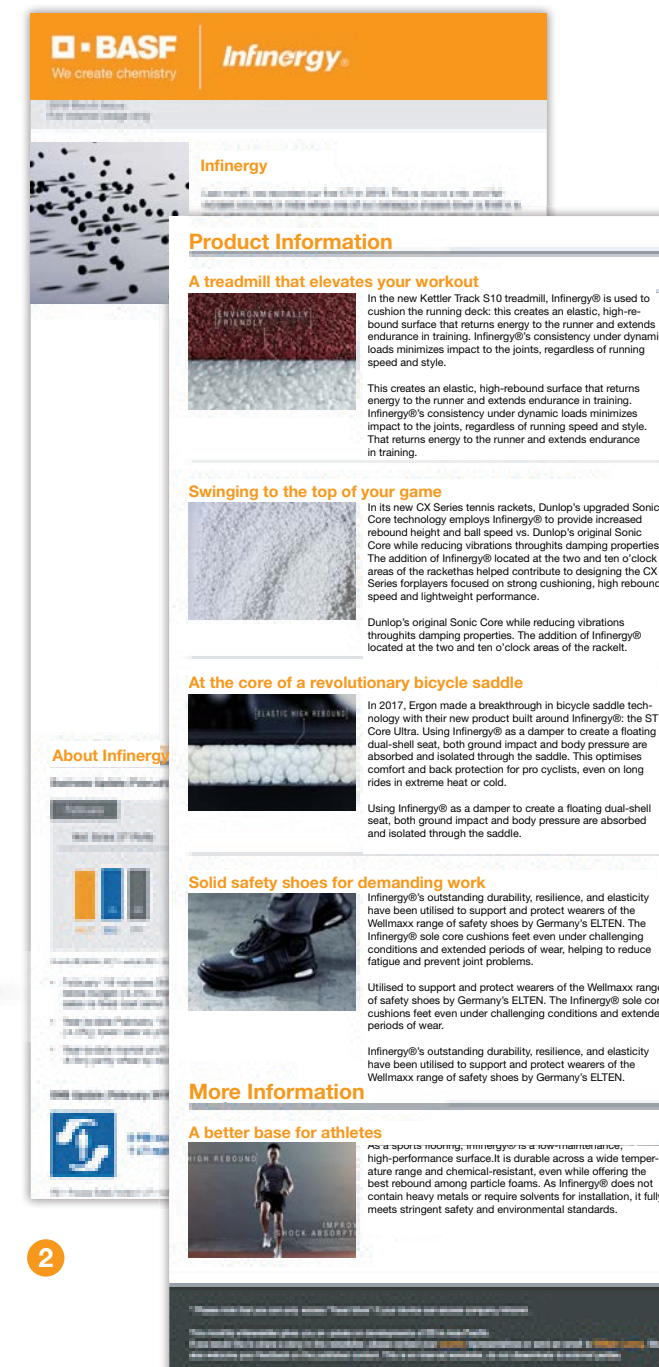 BASF
We create chemistry
Infinergy®
Infinergy
Product Information
A treadmill that elevates your workout
ENVIRONMENTALLY
FRIENDLY
In the new Kettler Track S10 treadmill, Infinergy® is used to
cushion the running deck: this creates an elastic, high-re-
bound surface that returns energy to the runner and extends
endurance in training. Infinergy®'s consistency under dynami
loads minimizes impact to the joints, regardless of running
speed and style.
This creates an elastic, high-rebound surface that returns
energy to the runner and extends endurance in training.
Infinergy®'s consistency under dynamic loads minimizes
impact to the joints, regardless of running speed and style.
That returns energy to the runner and extends endurance
in training.
Swinging to the top of your game
In its new CX Series tennis rackets, Dunlop's upgraded Sonic
Core technology employs Infinergy® to provide increased
rebound height and ball speed vs. Dunlop's original Sonic
Core while reducing vibrations throughits damping properties
The addition of Infinergy® located at the two and ten o'clock
areas of the rackethas helped contribute to designing the CX
Series forplayers focused on strong cushioning, high rebound
speed and lightweight performance.
Dunlop's original Sonic Core while reducing vibrations
throughits damping properties. The addition of Infinergy®
located at the two and ten o'clock areas of the rackelt.
At the core of a revolutionary bicycle saddle
ELASTIC HIGH REBOUND
In 2017, Ergon made a breakthrough in bicycle saddle tech-
nology with their new product built around Infinergy®: the ST
Core Ultra. Using Infinergy® as a damper to create a floating
dual-shell seat, both ground impact and body pressure are
absorbed and isolated through the saddle. This optimises
comfort and back protection for pro cyclists, even on long
rides in extreme heat or cold.
Using Infinergy® as a damper to create a floating dual-shell
seat, both ground impact and body pressure are absorbed
and isolated through the saddle.
About Infinergy
Solid safety shoes for demanding work
Infinergy®'s outstanding durability, resilience, and elasticity
have been utilised to support and protect wearers of the
Wellmaxx range of safety shoes by Germany's ELTEN. The
Infinergy® sole core cushions feet even under challenging
conditions and extended periods of wear, helping to reduce
fatigue and prevent joint problems.
Utilised to support and protect wearers of the Wellmaxx range
of safety shoes by Germany's ELTEN. The Infinergy® sole cor
cushions feet even under challenging conditions and extende
periods of wear.
Infinergy®'s outstanding durability, resilience, and elasticity
have been utilised to support and protect wearers of the
Wellmaxx range of safety shoes by Germany's ELTEN.
More Information
A better base for athletes
HIGH REBOUND
IMPROV
SHOCK ABSORPTI
As a sports flooring, Infinergy® is a low-maintenance,
high-performance surface.It is durable across a wide temper-
ature range and chemical-resistant, even while offering the
best rebound among particle foams. As Infinergy® does not
contain heavy metals or require solvents for installation, it fully
meets stringent safety and environmental standards.
2